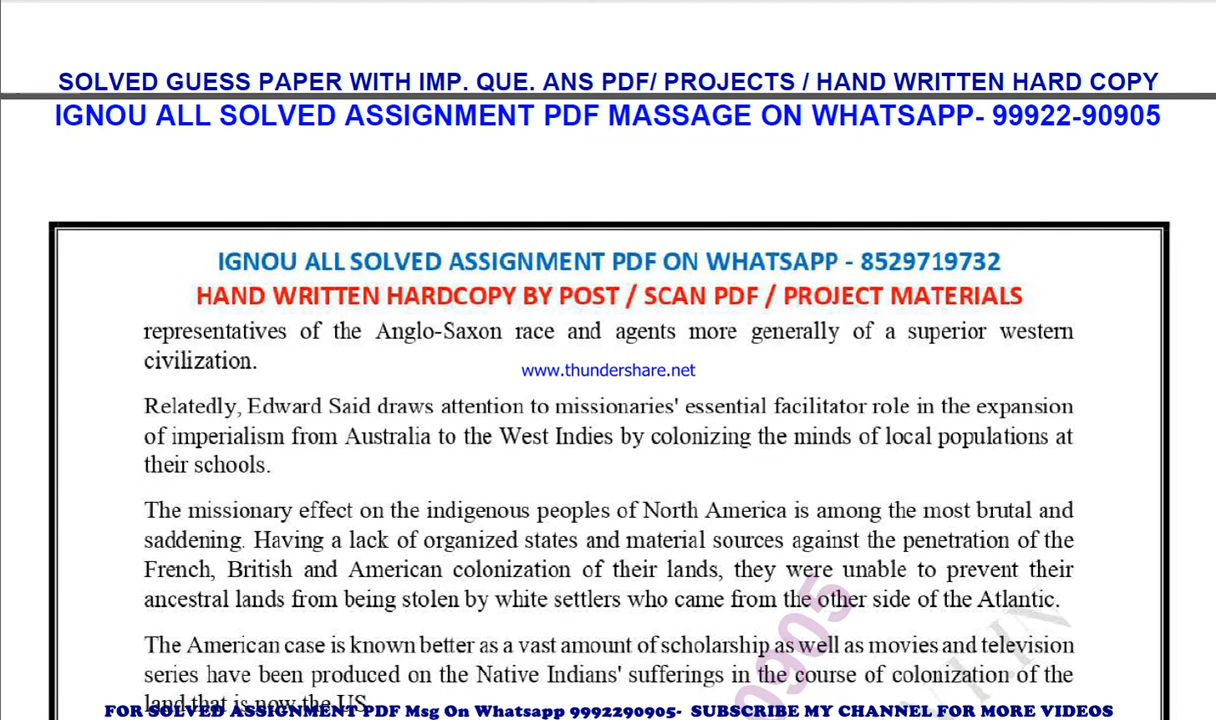 SOLVED GUESS PAPER WITH IMP. QUE. ANS PDF/ PROJECTS / HAND WRITTEN HARD COPY
IGNOU ALL SOLVED ASSIGNMENT PDF MASSAGE ON WHATSAPP- 99922-90905
IGNOU ALL SOLVED ASSIGNMENT PDF ON WHATSAPP - 8529719732
HAND WRITTEN HARDCOPY BY POST / SCAN PDF / PROJECT MATERIALS
representatives of the Anglo-Saxon race and agents more generally of a superior western
civilization.
www.thundershare.net
Relatedly, Edward Said draws attention to missionaries' essential facilitator role in the expansion
of imperialism from Australia to the West Indies by colonizing the minds of local populations at
their schools.
The missionary effect on the indigenous peoples of North America is among the most brutal and
saddening. Having a lack of organized states and material sources against the penetration of the
French, British and American colonization of their lands, they were unable to prevent their
ancestral lands from being stolen by white settlers who came from the other side of the Atlantic.
The American case is known better as a vast amount of scholarship as well as movies and television
series have been produced on the Native Indians' sufferings in the course of colonization of the
land that is now the US
FOR SOLVED ASSIGNMENT PDF Msg On Whatsapp 9992290905- SUBSCRIBE MY CHANNEL FOR MORE VIDEOS